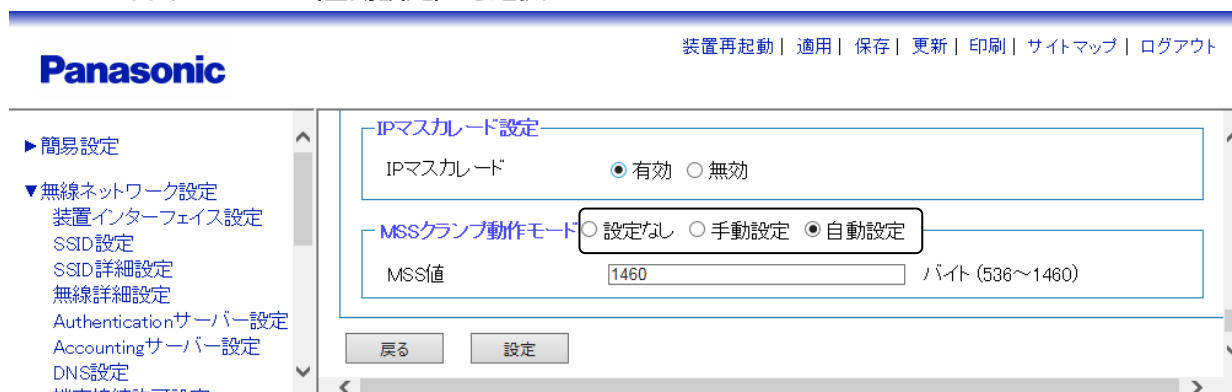 装置再起動| 適用| 保存| 更新| 印刷| サイトマップ| ログアウト
Panasonic
▶簡易設定
▼無線ネットワーク設定
装置インターフェイス設定
SSID設定
SSID詳細設定
無線詳細設定
Authenticationサーバー設定
Accountingサーバー設定
DNS設定
IPマスカレード設定
IPマスカレード 有効 無効
MSSクランプ動作モード 設定なし 手動設定 自動設定
MSS値 1460 バイト (536～1460)
戻る 設定